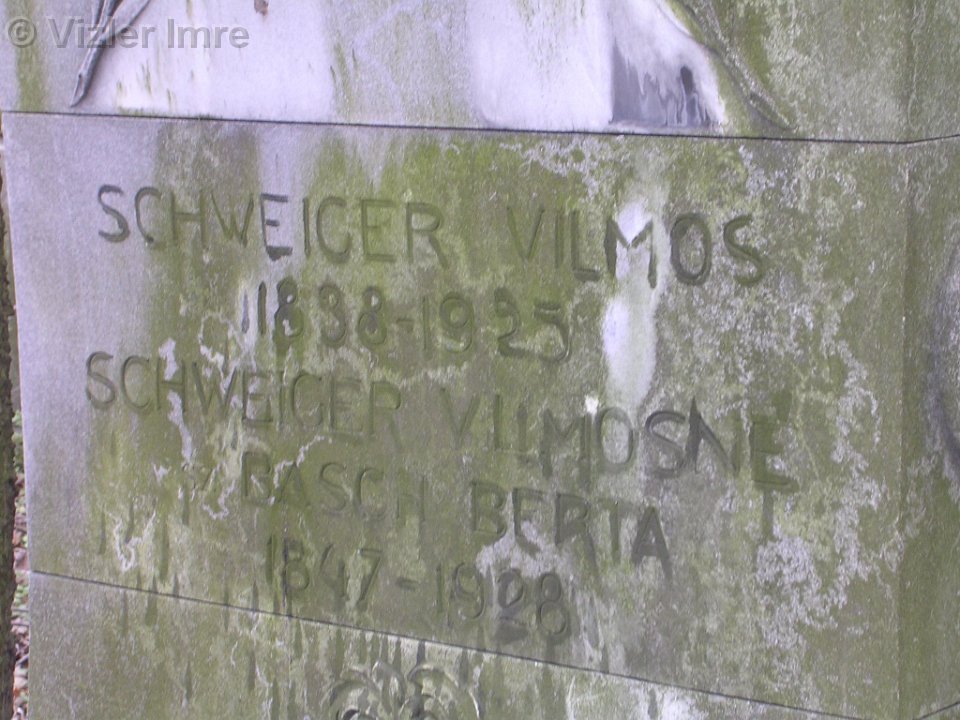 © Vizler Imre
SCHWEIGER VILMOS
1838-1925
SCHWEIGER VILMOSNÉ
BASCH BERTA
1847-1928